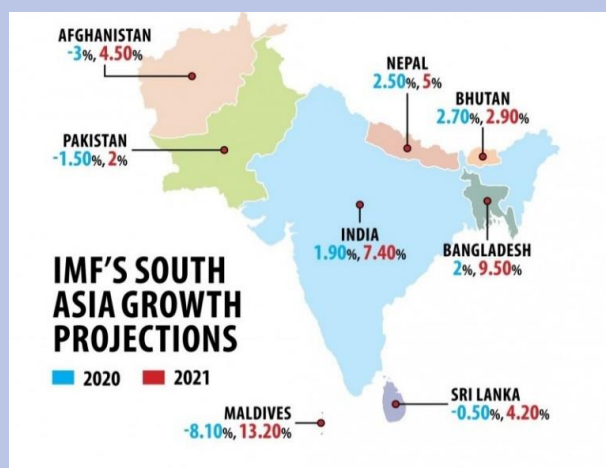 AFGHANISTAN
-3%, 4.50%
NEPAL
2.50%, 5%
BHUTAN
2.70%, 2.90%
PAKISTAN
-1.50%, 2%
INDIA
1.90%, 7.40%
BANGLADESH
2%, 9.50%
IMF'S SOUTH
ASIA GROWTH
PROJECTIONS
2020 2021
MALDIVES
-8.10%, 13.20%
SRI LANKA
-0.50%, 4.20%